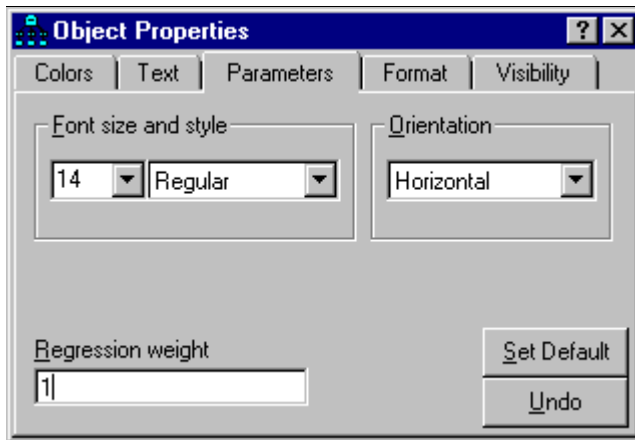 Object Properties
Colors Text Parameters Format Visibility
Font size and style Orientation
14 Regular Horizontal
Regression weight
1
Set Default
Undo